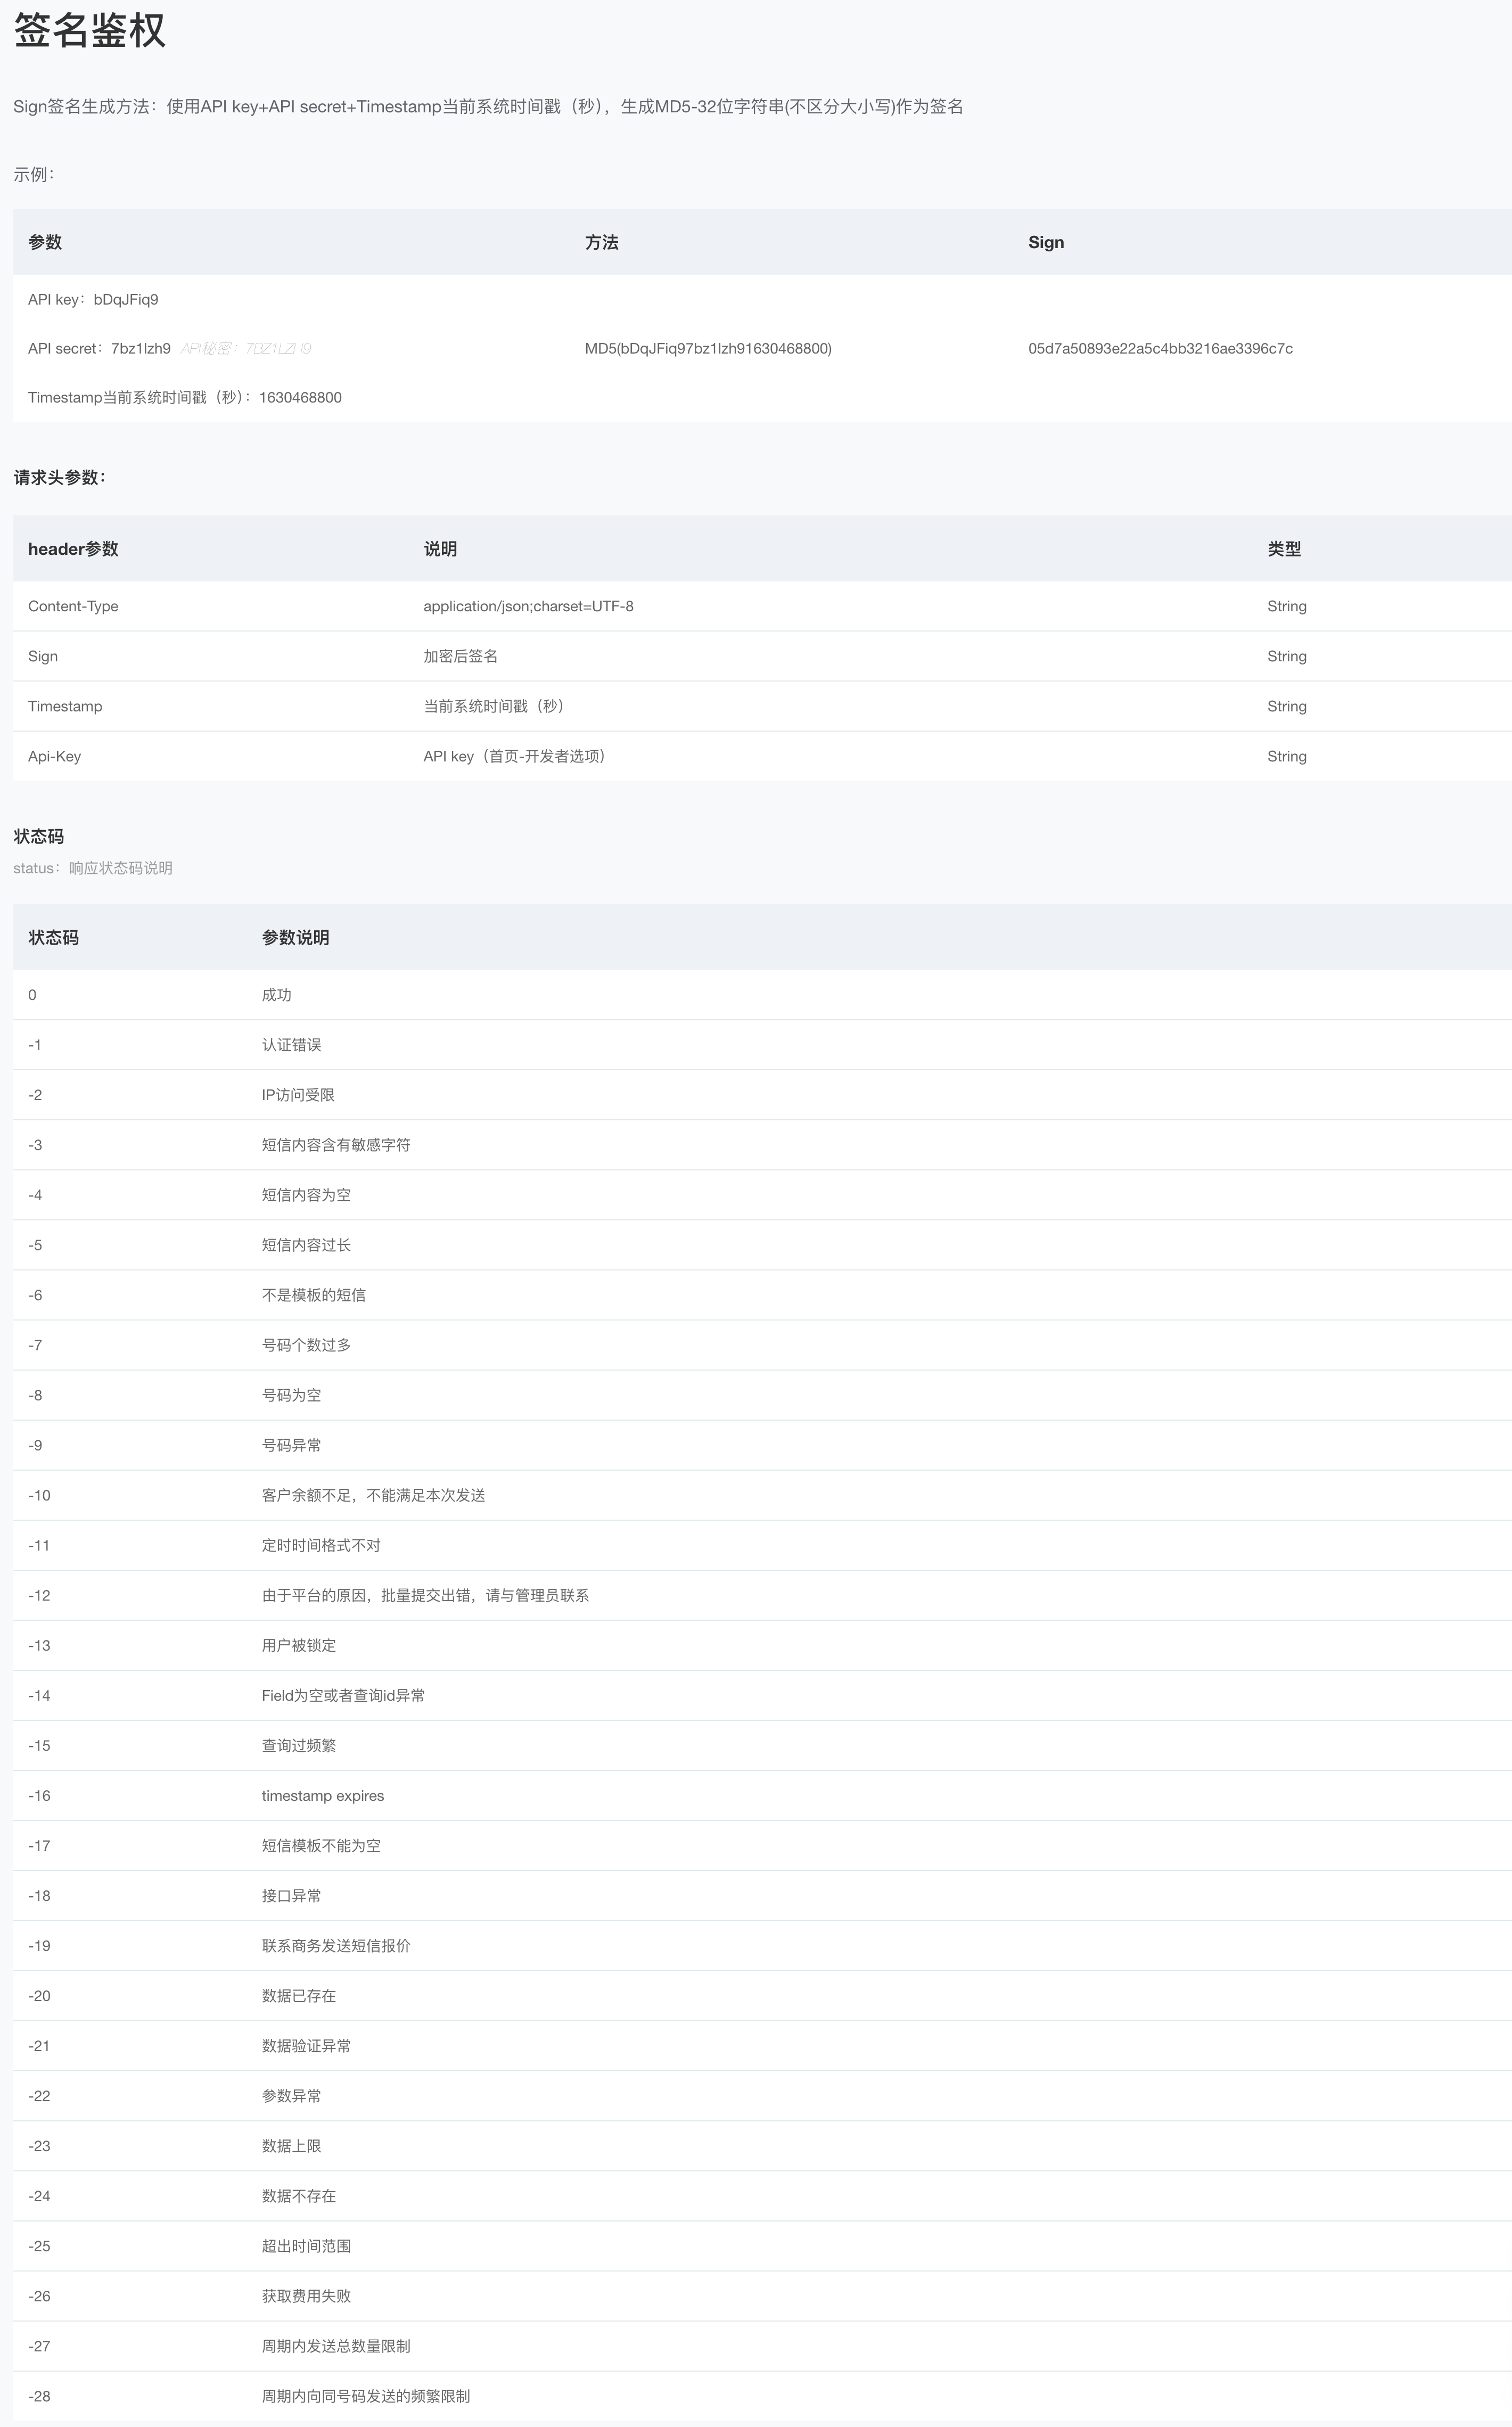 签名鉴权
Sign签名生成方法：使用API key+API secret+Timestamp当前系统时间戳（秒），生成MD5-32位字符串(不区分大小写)作为签名
示例：
参数 方法 Sign
API key：bDqJFiq9
API secret：7bz1lzh9 API秘密：7BZ1LZH9 MD5(bDqJFiq97bz1lzh91630468800) 05d7a50893e22a5c4bb3216ae3396c7c
Timestamp当前系统时间戳（秒）：1630468800
请求头参数：
header参数 说明 类型
Content-Type application/json;charset=UTF-8 String
Sign 加密后签名 String
Timestamp 当前系统时间戳（秒） String
Api-Key API key（首页-开发者选项） String
状态码
status：响应状态码说明
状态码 参数说明
0 成功
-1 认证错误
-2 IP访问受限
-3 短信内容含有敏感字符
-4 短信内容为空
-5 短信内容过长
-6 不是模板的短信
-7 号码个数过多
-8 号码为空
-9 号码异常
-10 客户余额不足，不能满足本次发送
-11 定时时间格式不对
-12 由于平台的原因，批量提交出错，请与管理员联系
-13 用户被锁定
-14 Field为空或者查询id异常
-15 查询过频繁
-16 timestamp expires
-17 短信模板不能为空
-18 接口异常
-19 联系商务发送短信报价
-20 数据已存在
-21 数据验证异常
-22 参数异常
-23 数据上限
-24 数据不存在
-25 超出时间范围
-26 获取费用失败
-27 周期内发送总数量限制
-28 周期内向同号码发送的频繁限制